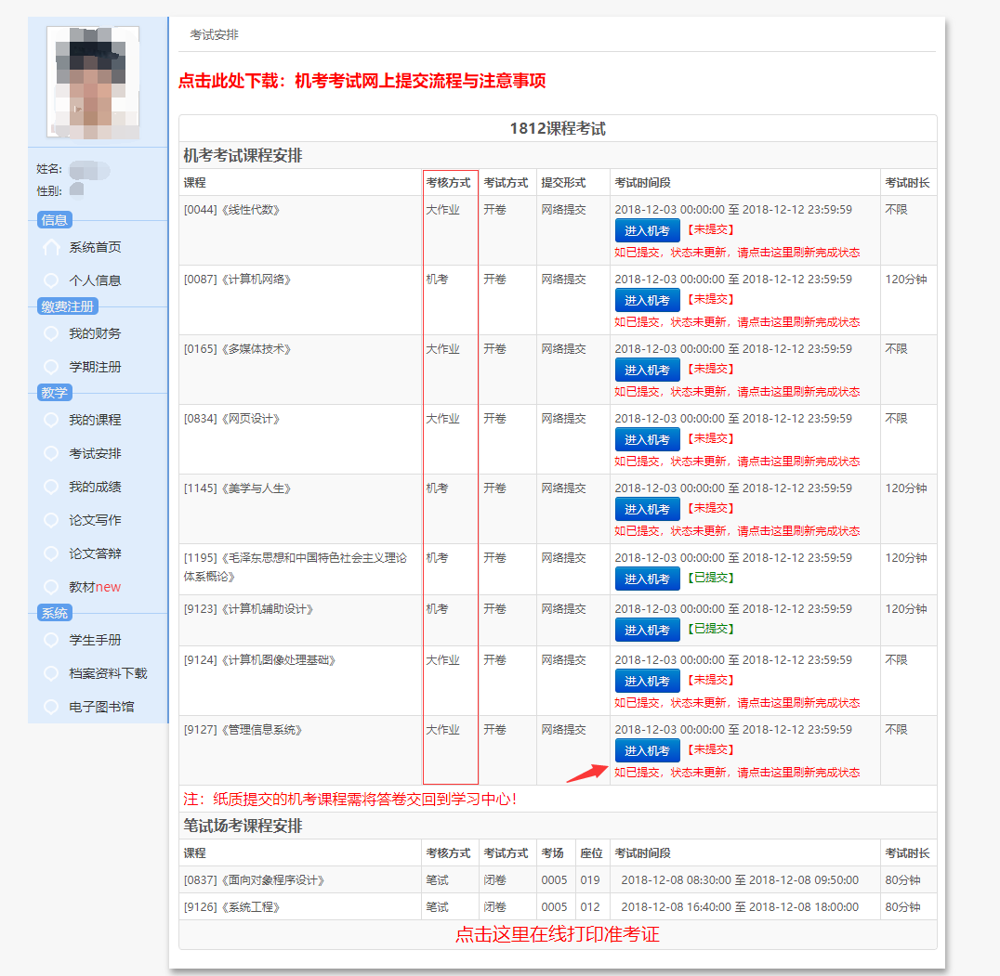 姓名:
性别:
信息
系统首页
个人信息
缴费注册
我的财务
学期注册
教学
我的课程
考试安排
我的成绩
论文写作
论文答辩
教材new
系统
学生手册
档案资料下载
电子图书馆
考试安排
点击此处下载：机考考试网上提交流程与注意事项
1812课程考试
机考考试课程安排
课程 考核方式 考试方式 提交形式 考试时间段 考试时长
[0044]《线性代数》 大作业 开卷 网络提交 2018-12-03 00:00:00 至 2018-12-12 23:59:59 不限
进入机考 【未提交】
如已提交，状态未更新，请点击这里刷新完成状态
[0087]《计算机网络》 机考 开卷 网络提交 2018-12-03 00:00:00 至 2018-12-12 23:59:59 120分钟
进入机考 【未提交】
如已提交，状态未更新，请点击这里刷新完成状态
[0165]《多媒体技术》 大作业 开卷 网络提交 2018-12-03 00:00:00 至 2018-12-12 23:59:59 不限
进入机考 【未提交】
如已提交，状态未更新，请点击这里刷新完成状态
[0834]《网页设计》 大作业 开卷 网络提交 2018-12-03 00:00:00 至 2018-12-12 23:59:59 不限
进入机考 【未提交】
如已提交，状态未更新，请点击这里刷新完成状态
[1145]《美学与人生》 机考 开卷 网络提交 2018-12-03 00:00:00 至 2018-12-12 23:59:59 120分钟
进入机考 【未提交】
如已提交，状态未更新，请点击这里刷新完成状态
[1195]《毛泽东思想和中国特色社会主义理论 机考 开卷 网络提交 2018-12-03 00:00:00 至 2018-12-12 23:59:59 120分钟
体系概论》 进入机考 【已提交】
[9123]《计算机辅助设计》 机考 开卷 网络提交 2018-12-03 00:00:00 至 2018-12-12 23:59:59 120分钟
进入机考 【已提交】
[9124]《计算机图像处理基础》 大作业 开卷 网络提交 2018-12-03 00:00:00 至 2018-12-12 23:59:59 不限
进入机考 【未提交】
如已提交，状态未更新，请点击这里刷新完成状态
[9127]《管理信息系统》 大作业 开卷 网络提交 2018-12-03 00:00:00 至 2018-12-12 23:59:59 不限
进入机考 【未提交】
如已提交，状态未更新，请点击这里刷新完成状态
注：纸质提交的机考课程需将答卷交回到学习中心！
笔试场考课程安排
课程 考核方式 考试方式 考场 座位 考试时间段 考试时长
[0837]《面向对象程序设计》 笔试 闭卷 0005 019 2018-12-08 08:30:00 至 2018-12-08 09:50:00 80分钟
[9126]《系统工程》 笔试 闭卷 0005 012 2018-12-08 16:40:00 至 2018-12-08 18:00:00 80分钟
点击这里在线打印准考证